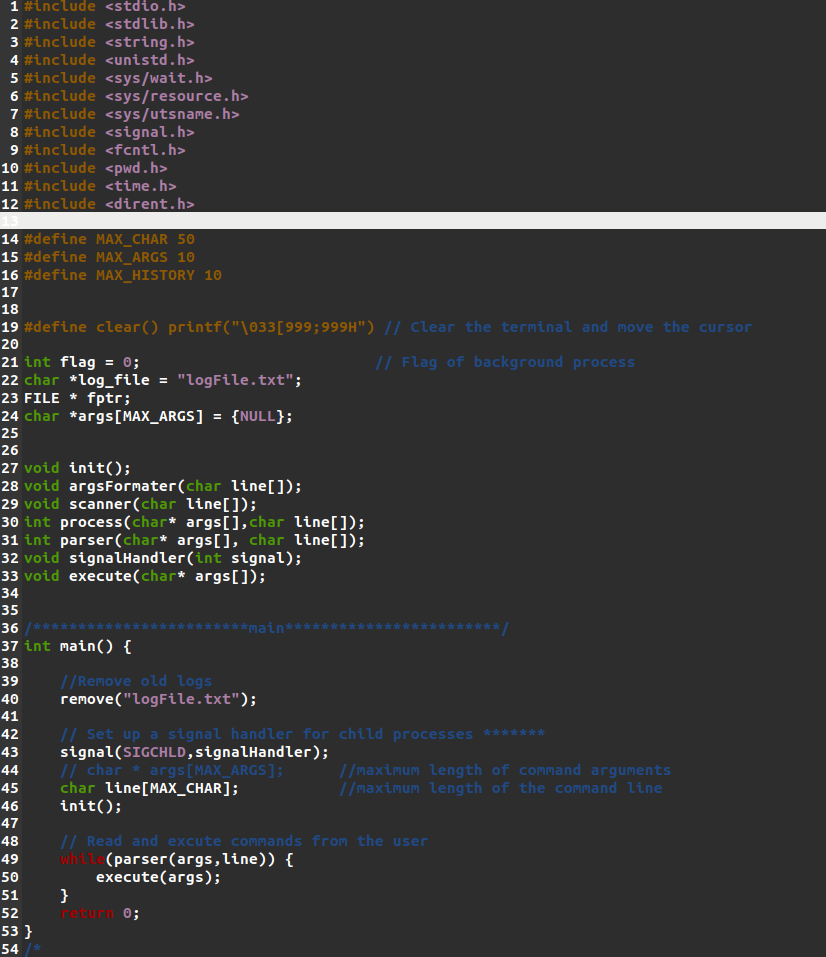 1 #include <stdio.h>
2 #include <stdlib.h>
3 #include <string.h>
4 #include <unistd.h>
5 #include <sys/wait.h>
6 #include <sys/resource.h>
7 #include <sys/utsname.h>
8 #include <signal.h>
9 #include <fcntl.h>
10 #include <pwd.h>
11 #include <time.h>
12 #include <dirent.h>
13
14 #define MAX_CHAR 50
15 #define MAX_ARGS 10
16 #define MAX_HISTORY 10
17
18
19 #define clear() printf("\033[999;999H") // Clear the terminal and move the cursor
20
21 int flag = 0;                          // Flag of background process
22 char *log_file = "logFile.txt";
23 FILE * fptr;
24 char *args[MAX_ARGS] = {NULL};
25
26
27 void init();
28 void argsFormater(char line[]);
29 void scanner(char line[]);
30 int process(char* args[],char line[]);
31 int parser(char* args[], char line[]);
32 void signalHandler(int signal);
33 void execute(char* args[]);
34
35
36 /************************main************************/
37 int main() {
38
39     //Remove old logs
40     remove("logFile.txt");
41
42     // Set up a signal handler for child processes *******
43     signal(SIGCHLD,signalHandler);
44     // char * args[MAX_ARGS];      //maximum length of command arguments
45     char line[MAX_CHAR];           //maximum length of the command line
46     init();
47
48     // Read and excute commands from the user
49     while(parser(args,line)) {
50         execute(args);
51     }
52     return 0;
53 }
54 /*